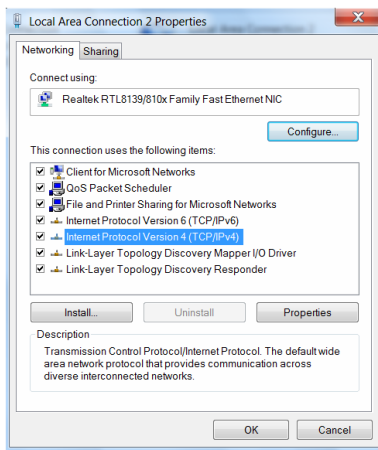 Local Area Connection 2 Properties
Networking
Sharing
Connect using:
Realtek RTL8139/810x Family Fast Ethernet NIC
Configure...
This connection uses the following items:
Client for Microsoft Networks
QoS Packet Scheduler
File and Printer Sharing for Microsoft Networks
Internet Protocol Version 6 (TCP/IPv6)
Internet Protocol Version 4 (TCP/IPv4)
Link-Layer Topology Discovery Mapper I/O Driver
Link-Layer Topology Discovery Responder
Install...
Uninstall
Properties
Description
Transmission Control Protocol/Internet Protocol. The default wide
area network protocol that provides communication across
diverse interconnected networks.
OK
Cancel